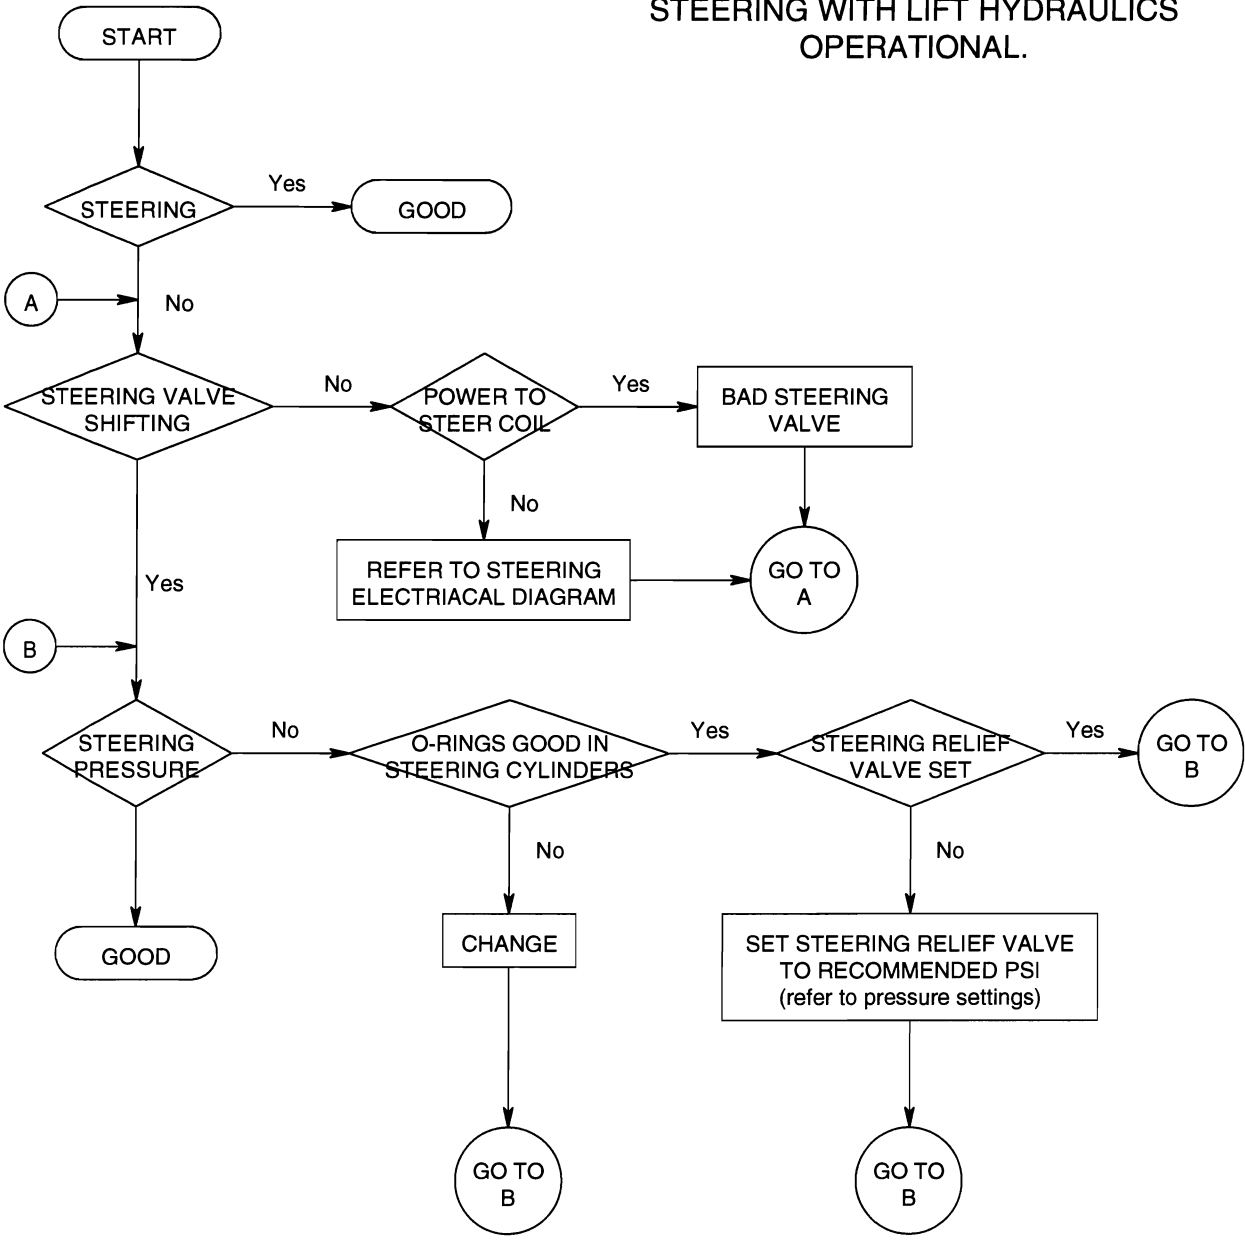 STEERING WITH LIFT HYDRAULICS
OPERATIONAL.
START
STEERING
Yes
GOOD
A
No
STEERING VALVE
SHIFTING
No
POWER TO
STEER COIL
Yes
BAD STEERING
VALVE
No
REFER TO STEERING
ELECTRIACAL DIAGRAM
GO TO
A
Yes
B
STEERING
PRESSURE
No
O-RINGS GOOD IN
STEERING CYLINDERS
Yes
STEERING RELIEF
VALVE SET
Yes
GO TO
B
No
No
GOOD
CHANGE
SET STEERING RELIEF VALVE
TO RECOMMENDED PSI
(refer to pressure settings)
GO TO
B
GO TO
B